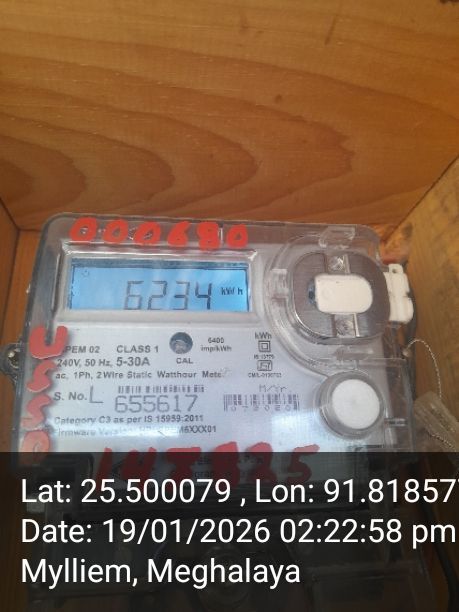 000680
6234 kWh
PEM 02 CLASS 1
240V, 50 Hz, 5-30A
CAL
6400
imp/kWh
kWh
ac, 1Ph, 2Wire Static Watthour Mete
S. No. L
655617
M/Yr.
Category C3 as per IS 15959:2011
Lat: 25.500079 , Lon: 91.81857
Date: 19/01/2026 02:22:58 pm
Mylliem, Meghalaya